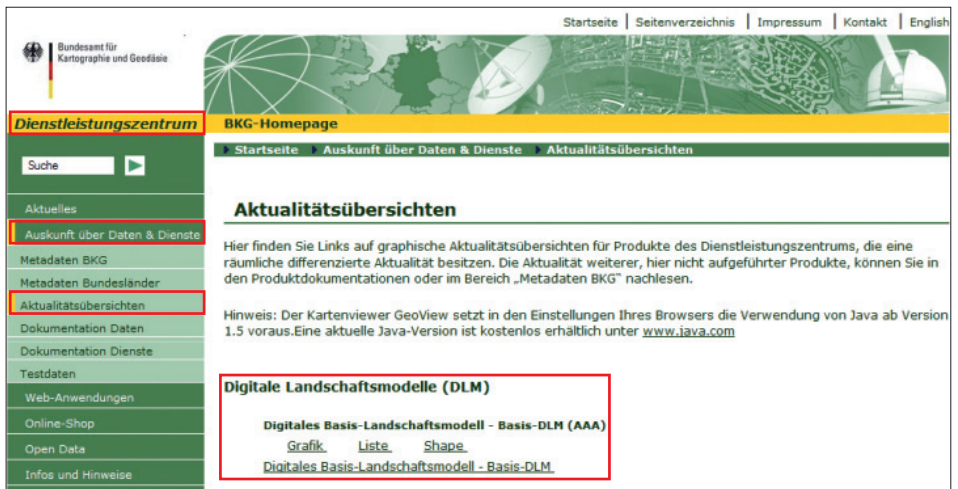 Startseite | Seitenverzeichnis | Impressum | Kontakt | English
Bundesamt für
Kartographie und Geodäsie
Dienstleistungszentrum
BKG-Homepage
Startseite Auskunft über Daten & Dienste Aktualitätsübersichten
Suche
Aktuelles
Auskunft über Daten & Dienste
Metadaten BKG
Metadaten Bundesländer
Aktualitätsübersichten
Dokumentation Daten
Dokumentation Dienste
Testdaten
Web-Anwendungen
Online-Shop
Open Data
Infos und Hinweise
Aktualitätsübersichten
Hier finden Sie Links auf graphische Aktualitätsübersichten für Produkte des Dienstleistungszentrums, die eine
räumliche differenzierte Aktualität besitzen. Die Aktualität weiterer, hier nicht aufgeführter Produkte, können Sie in
den Produktdokumentationen oder im Bereich „Metadaten BKG" nachlesen.
Hinweis: Der Kartenviewer GeoView setzt in den Einstellungen Ihres Browsers die Verwendung von Java ab Version
1.5 voraus.Eine aktuelle Java-Version ist kostenlos erhältlich unter www.java.com
Digitale Landschaftsmodelle (DLM)
Digitales Basis-Landschaftsmodell - Basis-DLM (AAA)
Grafik Liste Shape
Digitales Basis-Landschaftsmodell - Basis-DLM